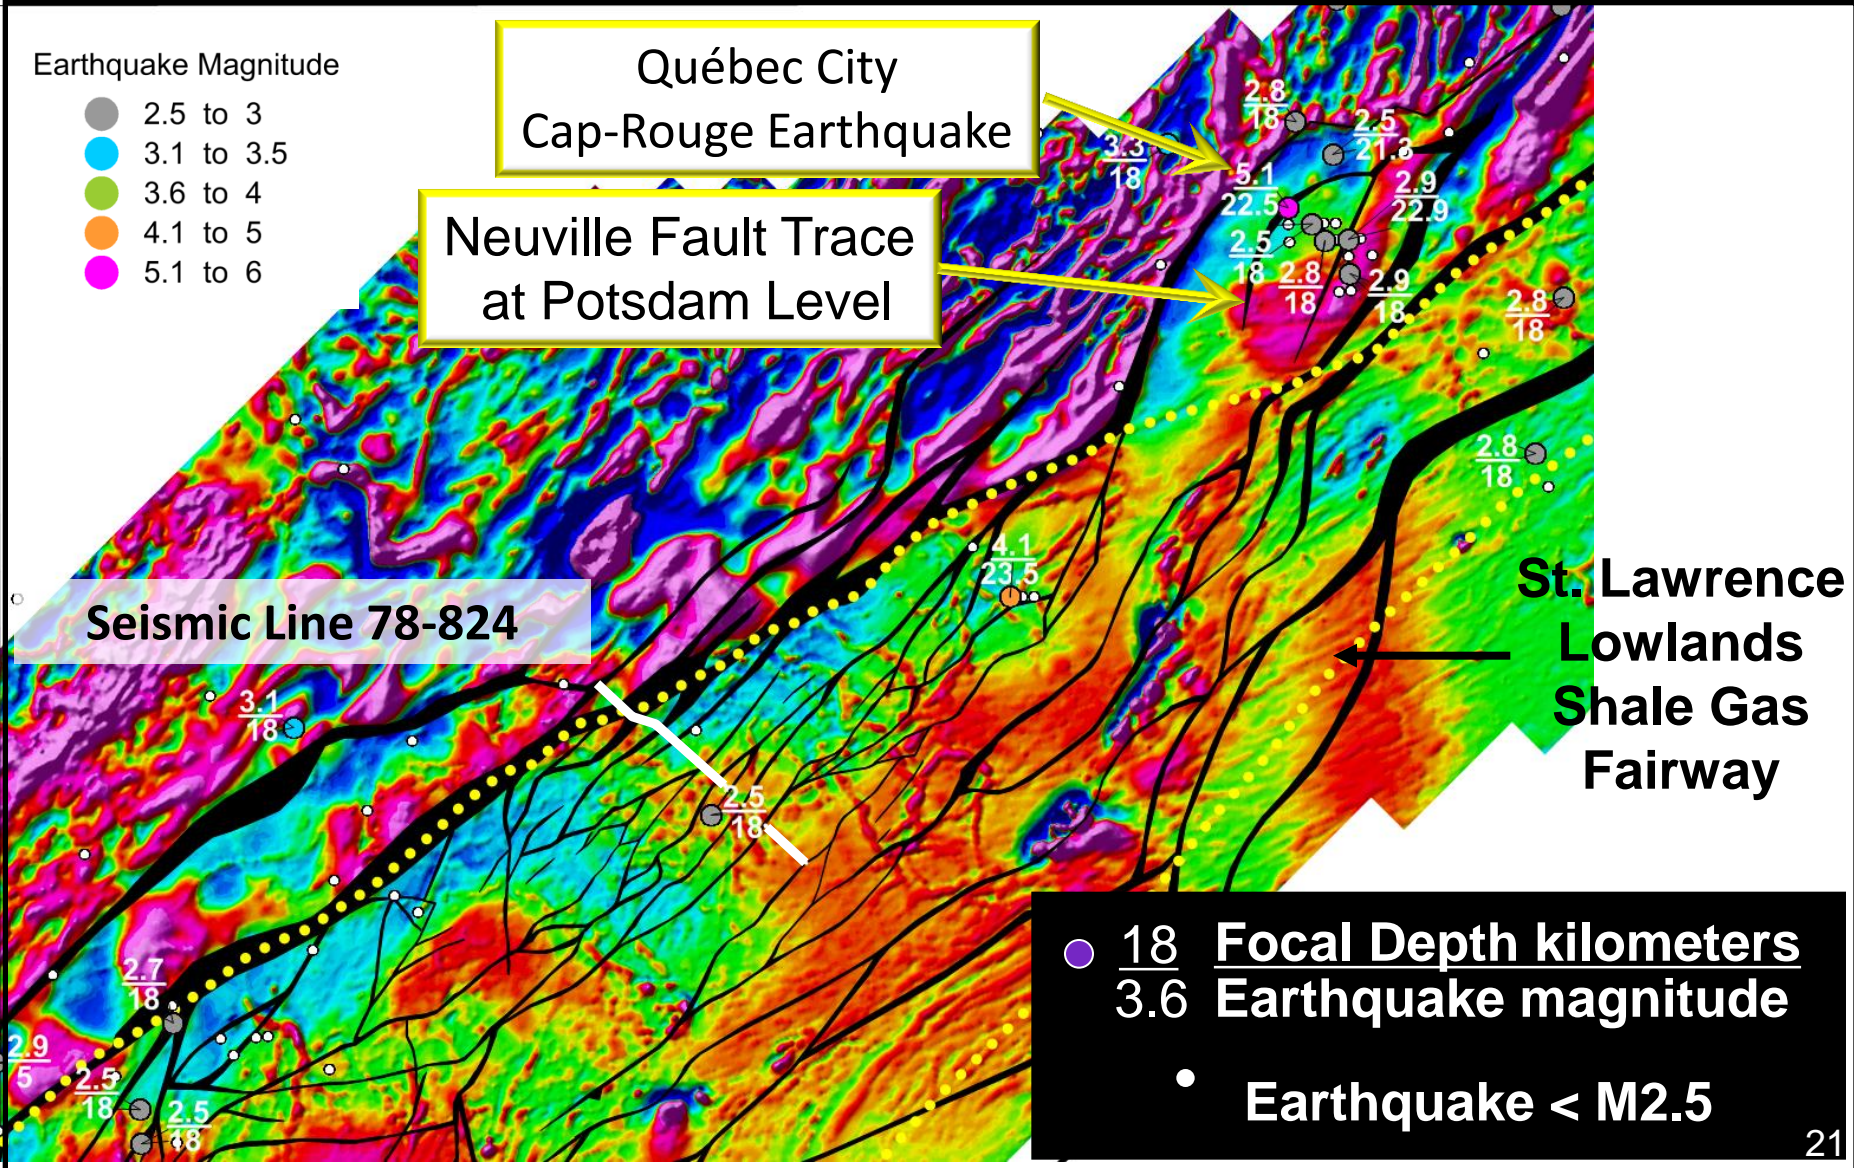 Earthquake Magnitude
2.5 to 3
3.1 to 3.5
3.6 to 4
4.1 to 5
5.1 to 6
Québec City
Cap-Rouge Earthquake
Neuville Fault Trace
at Potsdam Level
2.8
18
2.5
21.3
3.3
18
5.1
22.5
2.9
22.9
2.5
18
2.8
18
2.9
18
2.8
18
2.8
18
4.1
23.5
St. Lawrence
Lowlands
Shale Gas
Fairway
Seismic Line 78-824
3.1
18
2.5
18
2.7
18
2.9
5
2.5
18
2.5
18
18 Focal Depth kilometers
3.6 Earthquake magnitude
Earthquake < M2.5
21